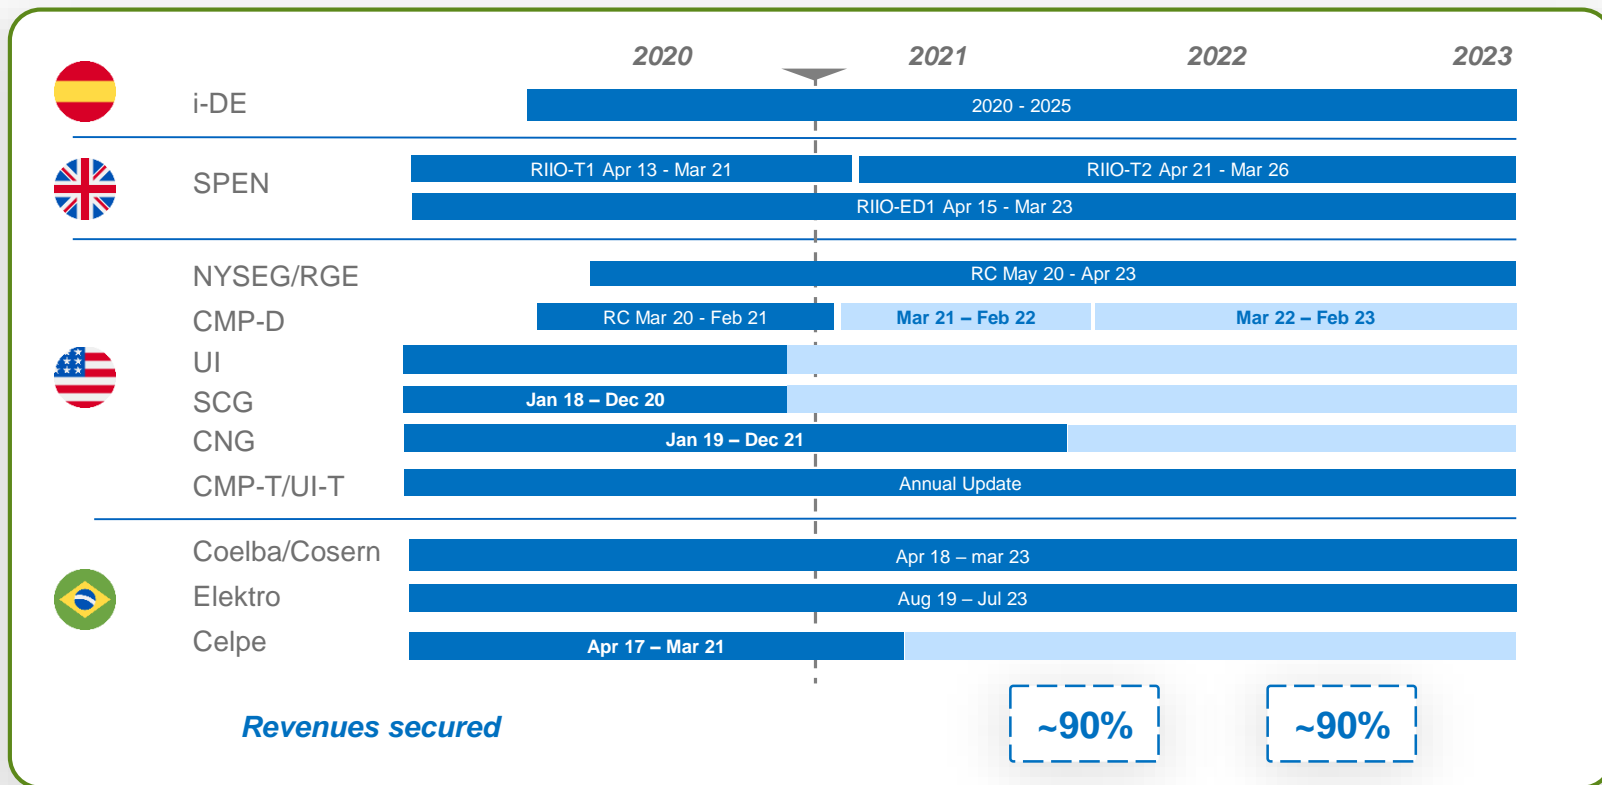 2020 2021 2022 2023
i-DE 2020 - 2025
SPEN RIIO-T1 Apr 13 - Mar 21 RIIO-T2 Apr 21 - Mar 26
RIIO-ED1 Apr 15 - Mar 23
NYSEG/RGE RC May 20 - Apr 23
CMP-D RC Mar 20 - Feb 21 Mar 21 – Feb 22 Mar 22 – Feb 23
UI
SCG Jan 18 – Dec 20
CNG Jan 19 – Dec 21
CMP-T/UI-T Annual Update
Coelba/Cosern Apr 18 – mar 23
Elektro Aug 19 – Jul 23
Celpe Apr 17 – Mar 21
Revenues secured ~90% ~90%